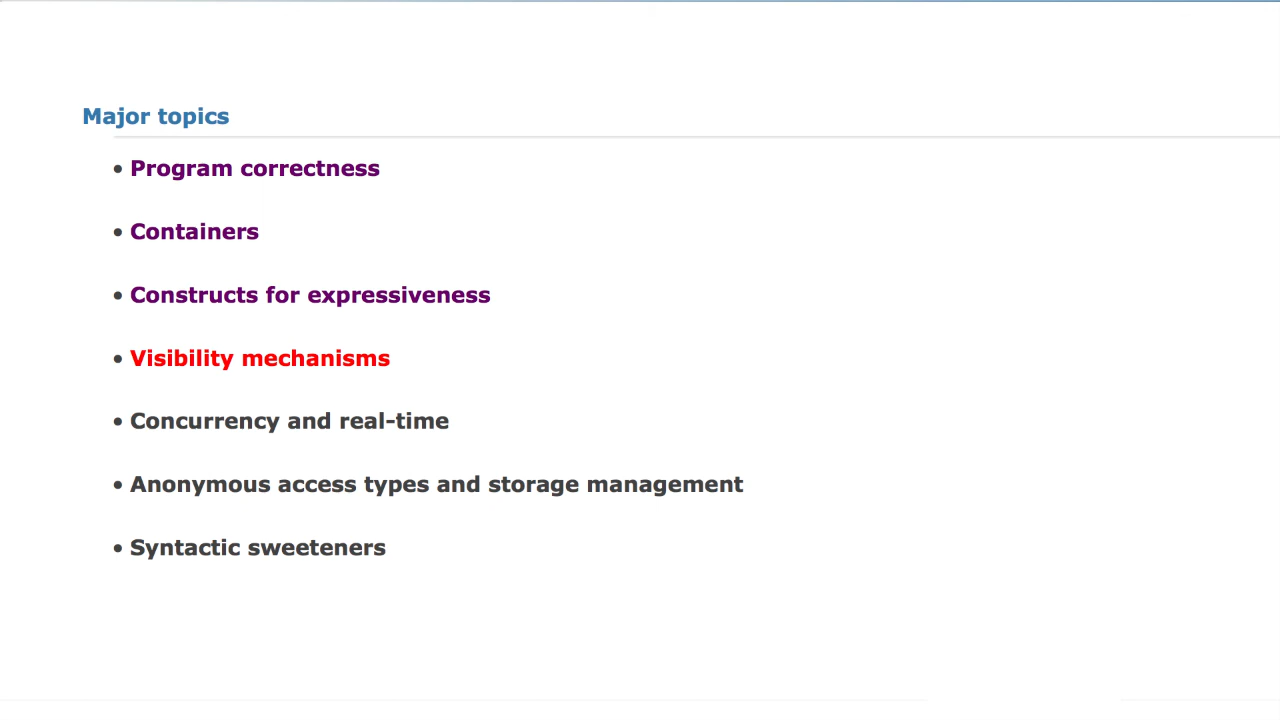 Major topics
• Program correctness
• Containers
• Constructs for expressiveness
• Visibility mechanisms
• Concurrency and real-time
• Anonymous access types and storage management
• Syntactic sweeteners